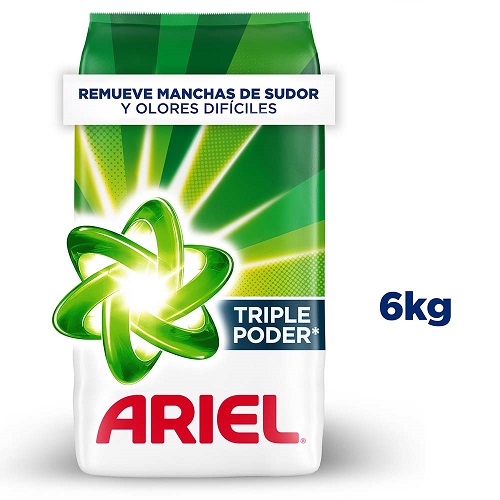 REMUEVE MANCHAS DE SUDOR
Y OLORES DIFÍCILES
TRIPLE
PODER*
6kg
ARIEL®